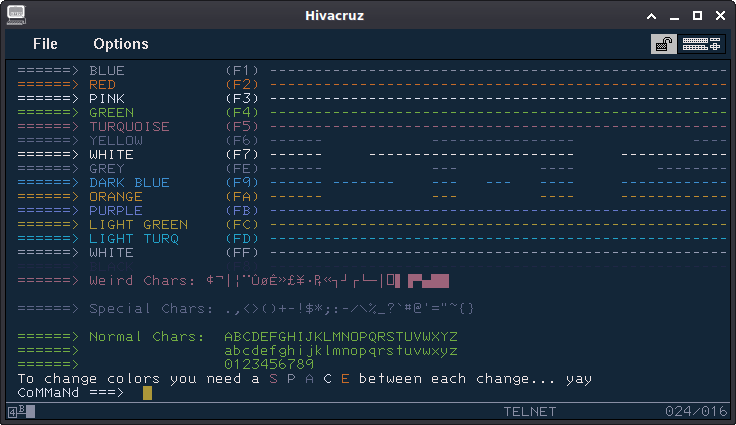 Hivacruz
File Options
======> BLUE (F1) ---------------------------------------------------
======> RED (F2) ---------------------------------------------------
======> PINK (F3) ---------------------------------------------------
======> GREEN (F4) ---------------------------------------------------
======> TURQUOISE (F5) ---------------------------------------------------
======> YELLOW (F6) ------ ----------------------- ----
======> WHITE (F7) ------ ----------------------- ------------
======> GREY (FE) ------ --- ---- ----
======> DARK BLUE (F9) ------ ------- --- --- ---- ------------
======> ORANGE (FA) ------ --- ---- ------------
======> PURPLE (FB) ---------------------------------------------------
======> LIGHT GREEN (FC) ---------------------------------------------------
======> LIGHT TURQ (FD) ---------------------------------------------------
======> WHITE (FF) ---------------------------------------------------
======> Weird Chars:
======> Special Chars: .,<>()+-!$*;:-/\%_?`#@'="~{}
======> Normal Chars: ABCDEFGHIJKLMNOPQRSTUVWXYZ
======> abcdefghijklmnopqrstuvwxyz
======> 0123456789
To change colors you need a S P A C E between each change... yay
CoMMaNd ===>
4 B TELNET 024/016